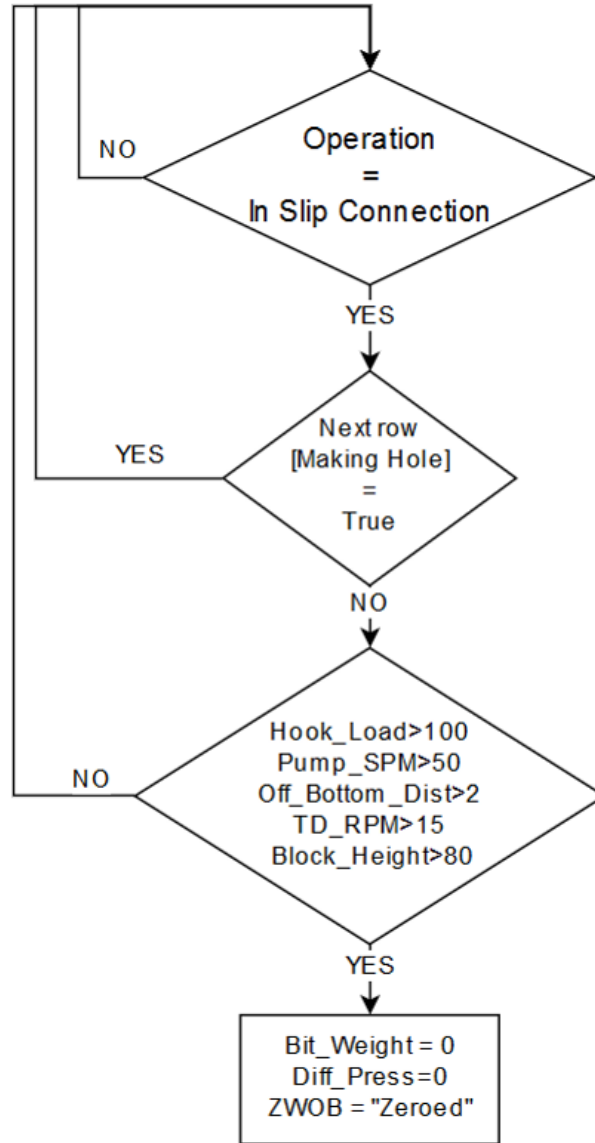 Operation
=
In Slip Connection
NO
YES
Next row
[Making Hole]
=
True
YES
NO
Hook_Load>100
Pump_SPM>50
Off_Bottom_Dist>2
TD_RPM>15
Block_Height>80
NO
YES
Bit_Weight = 0
Diff_Press=0
ZWOB = "Zeroed"